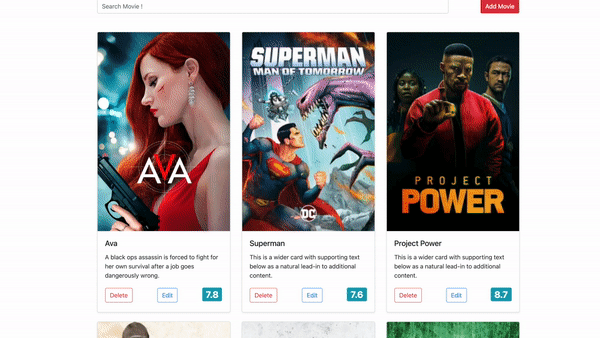 Search Movie !
Add Movie
AVA
SUPERMAN
MAN OF TOMORROW
DC
PROJECT
POWER
Ava
A black ops assassin is forced to fight for
her own survival after a job goes
dangerously wrong.
Delete
Edit
7.8
Superman
This is a wider card with supporting text
below as a natural lead-in to additional
content.
Delete
Edit
7.6
Project Power
This is a wider card with supporting text
below as a natural lead-in to additional
content.
Delete
Edit
8.7